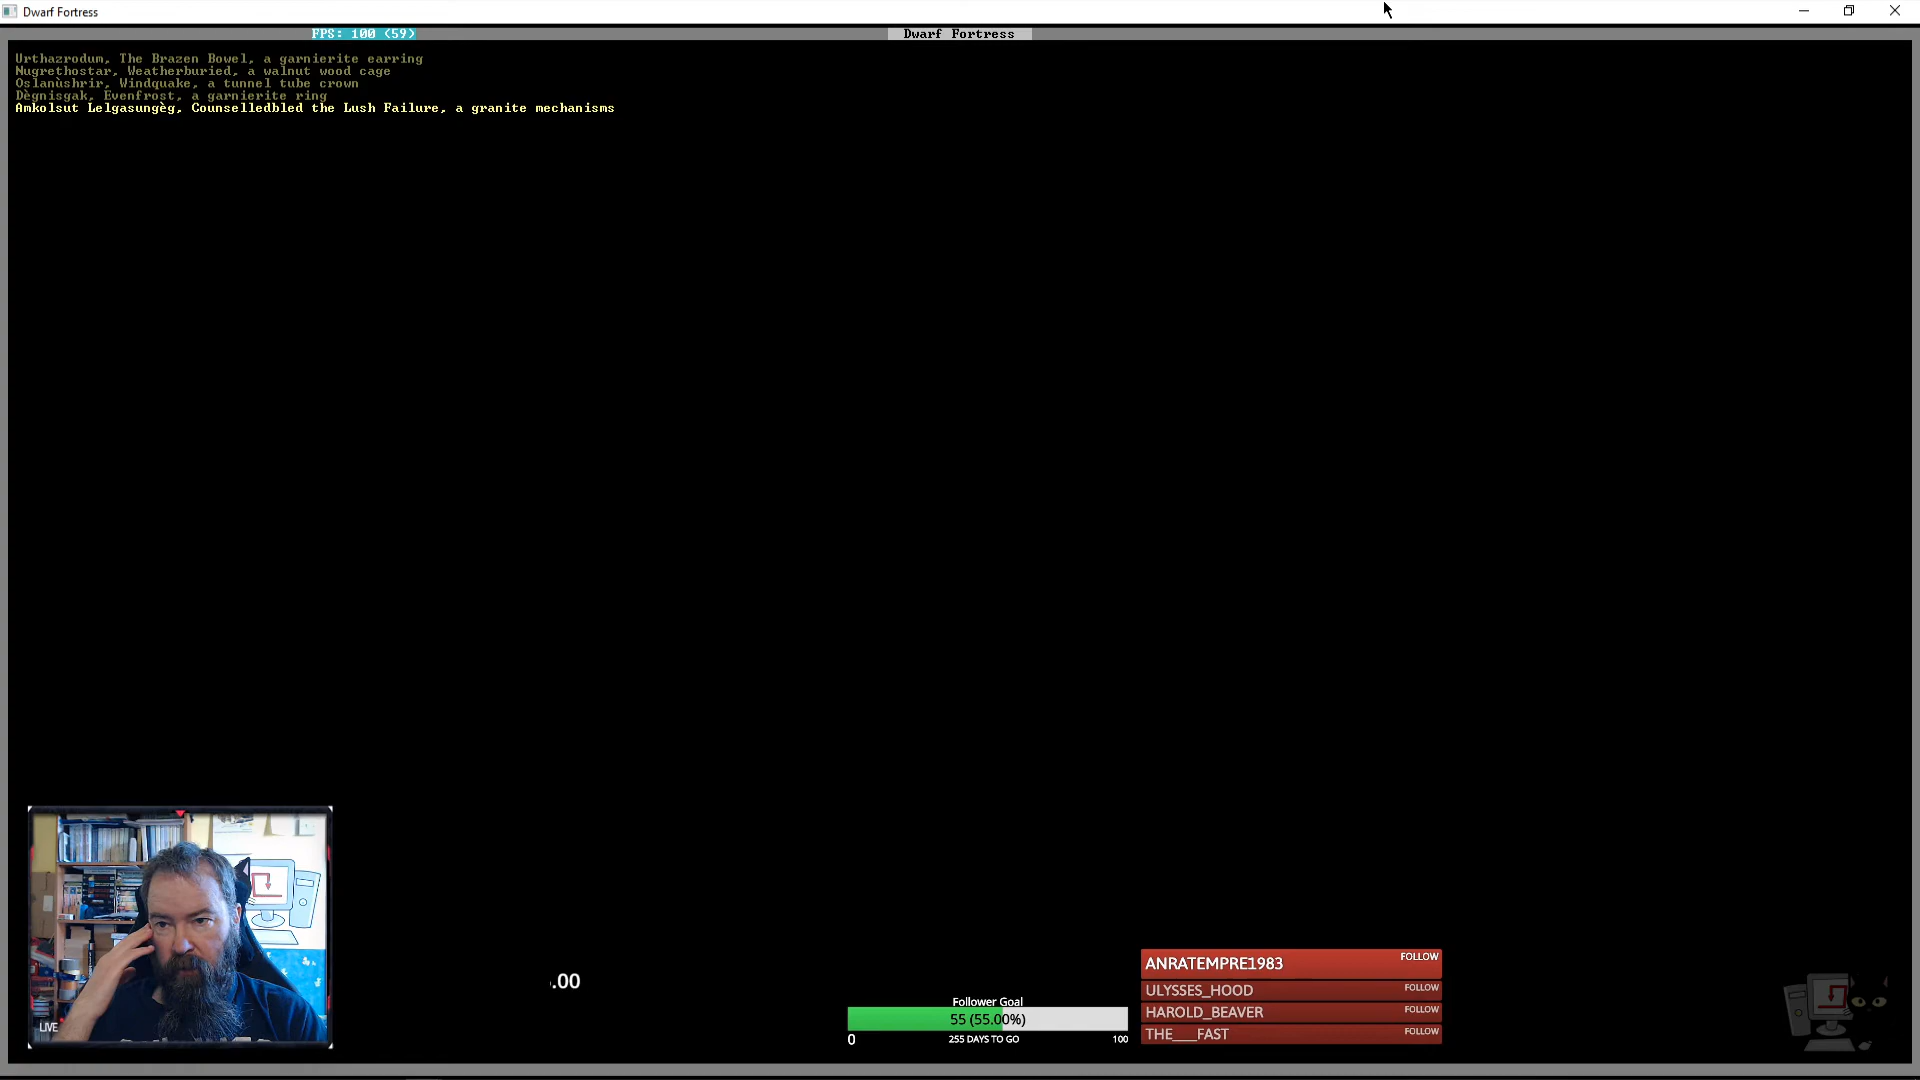 Dwarf Fortress
FPS: 100 (59)
Dwarf Fortress
Urthazrodum, The Brazen Bowel, a garnierite earring
Nugrethostar, Weatherburied, a walnut wood cage
Oslanùshrir, Windquake, a tunnel tube crown
Dègnisgak, Evenfrost, a garnierite ring
Amkolsut Lelgasungèg, Counselledbled the Lush Failure, a granite mechanisms
LIVE
.00
Follower Goal
55 (55.00%)
0
255 DAYS TO GO
100
ANRATEMPRE1983 FOLLOW
ULYSSES_HOOD FOLLOW
HAROLD_BEAVER FOLLOW
THE___FAST FOLLOW